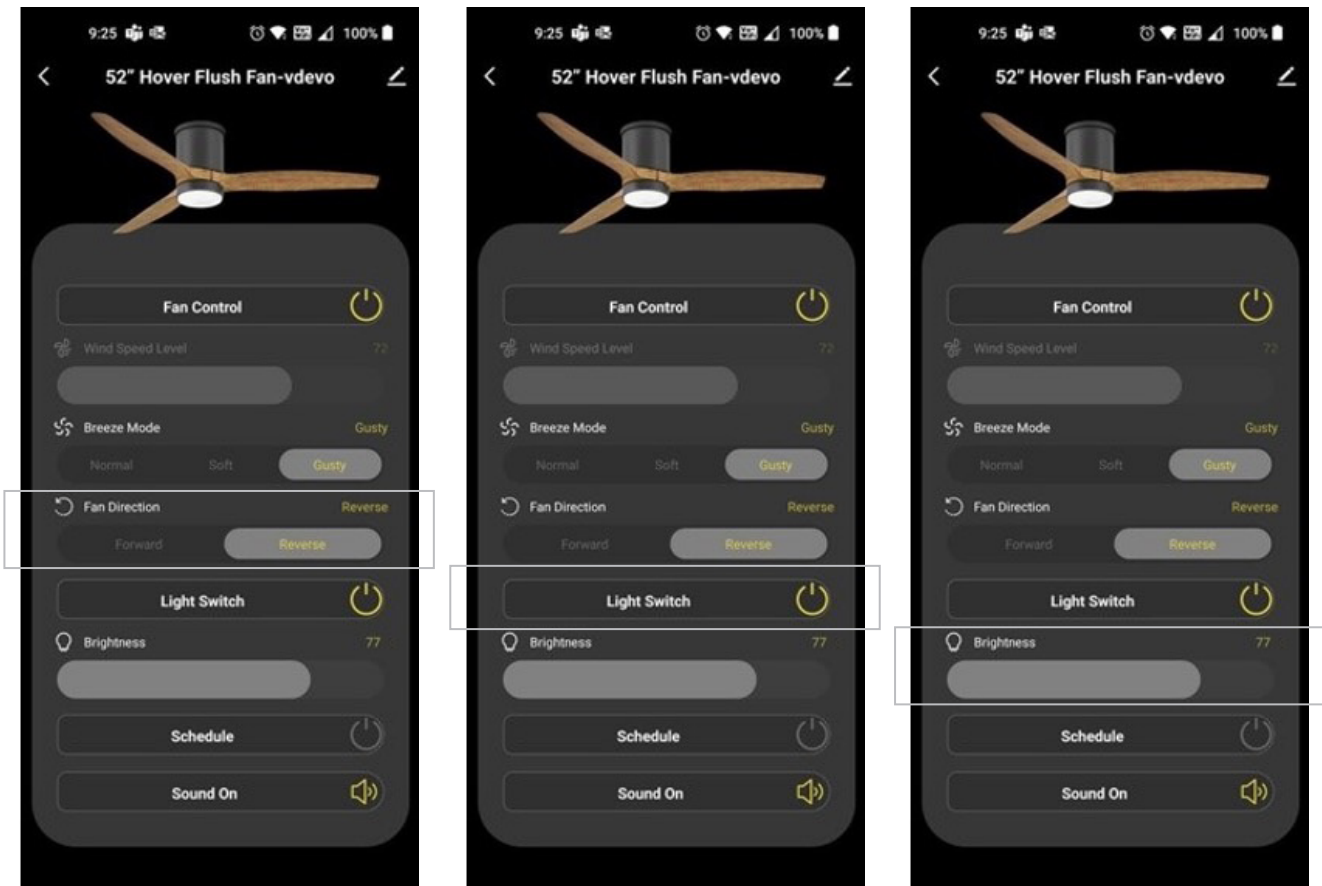 9:25 100%
52" Hover Flush Fan-vdevo
Fan Control
Wind Speed Level 72
Breeze Mode Gusty
Normal Soft Gusty
Fan Direction Reverse
Forward Reverse
Light Switch
Brightness 77
Schedule
Sound On
9:25 100%
52" Hover Flush Fan-vdevo
Fan Control
Wind Speed Level 72
Breeze Mode Gusty
Normal Soft Gusty
Fan Direction Reverse
Forward Reverse
Light Switch
Brightness 77
Schedule
Sound On
9:25 100%
52" Hover Flush Fan-vdevo
Fan Control
Wind Speed Level 72
Breeze Mode Gusty
Normal Soft Gusty
Fan Direction Reverse
Forward Reverse
Light Switch
Brightness 77
Schedule
Sound On